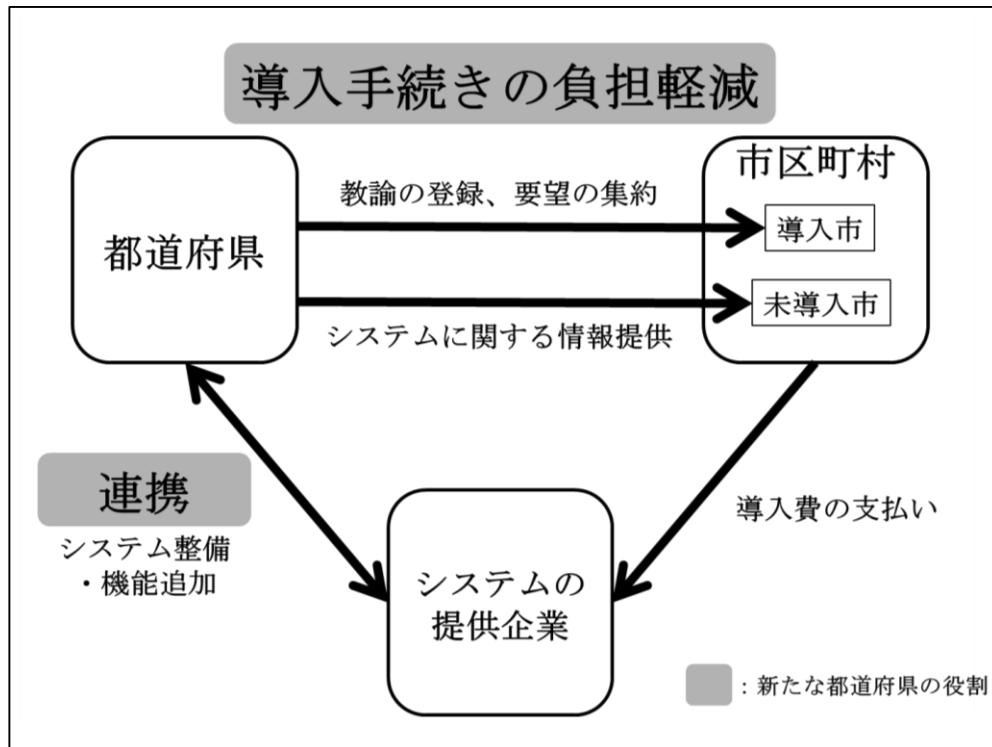 導入手続きの負担軽減
都道府県
教諭の登録、要望の集約
システムに関する情報提供
市区町村
導入市
未導入市
連携
システム整備
・機能追加
導入費の支払い
システムの
提供企業
：新たな都道府県の役割